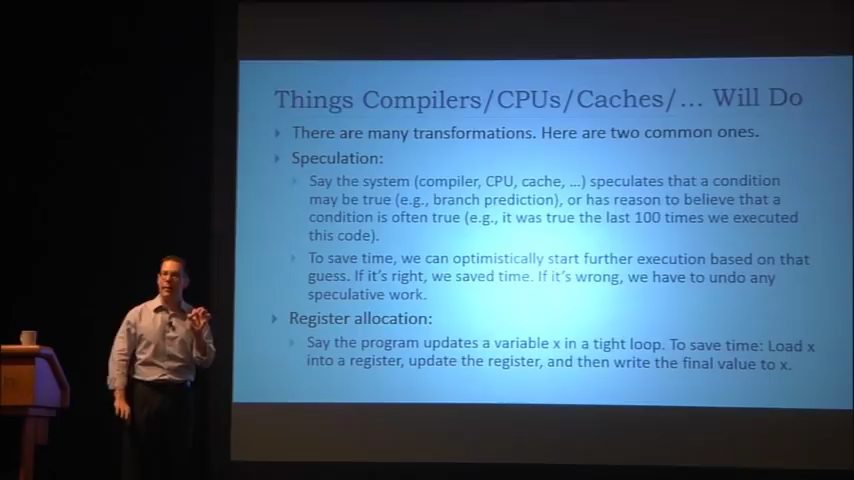 Things Compilers/CPUs/Caches/... Will Do
There are many transformations. Here are two common ones.
Speculation:
Say the system (compiler, CPU, cache, ...) speculates that a condition
may be true (e.g., branch prediction), or has reason to believe that a
condition is often true (e.g., it was true the last 100 times we executed
this code).
To save time, we can optimistically start further execution based on that
guess. If it's right, we saved time. If it's wrong, we have to undo any
speculative work.
Register allocation:
Say the program updates a variable x in a tight loop. To save time: Load x
into a register, update the register, and then write the final value to x.